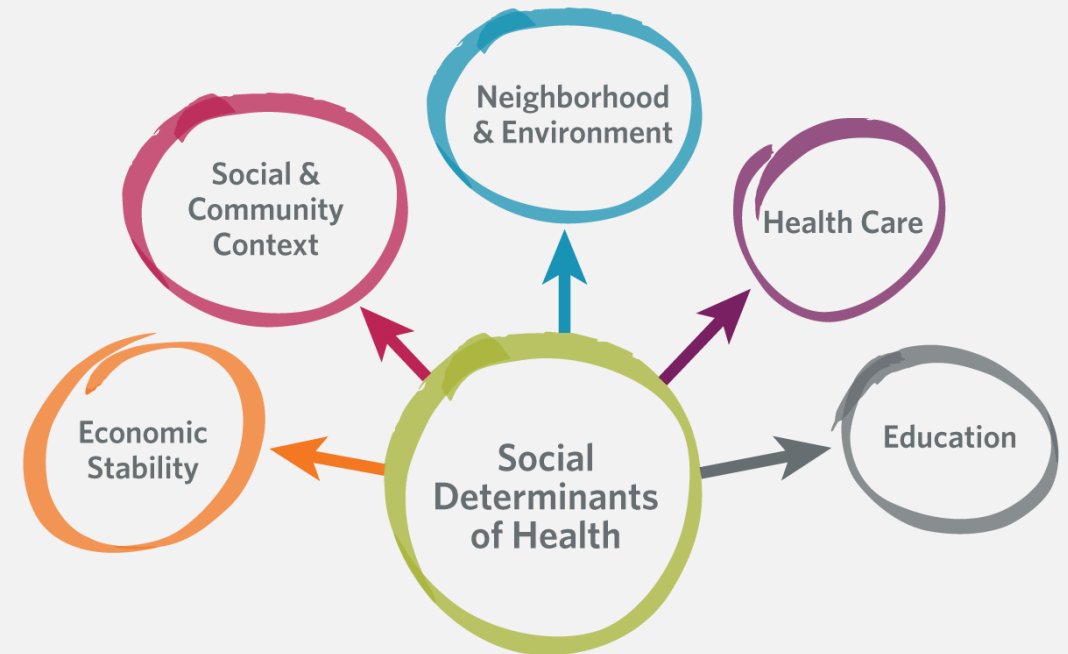 Neighborhood
& Environment
Social &
Community
Context
Health Care
Economic
Stability
Education
Social
Determinants
of Health